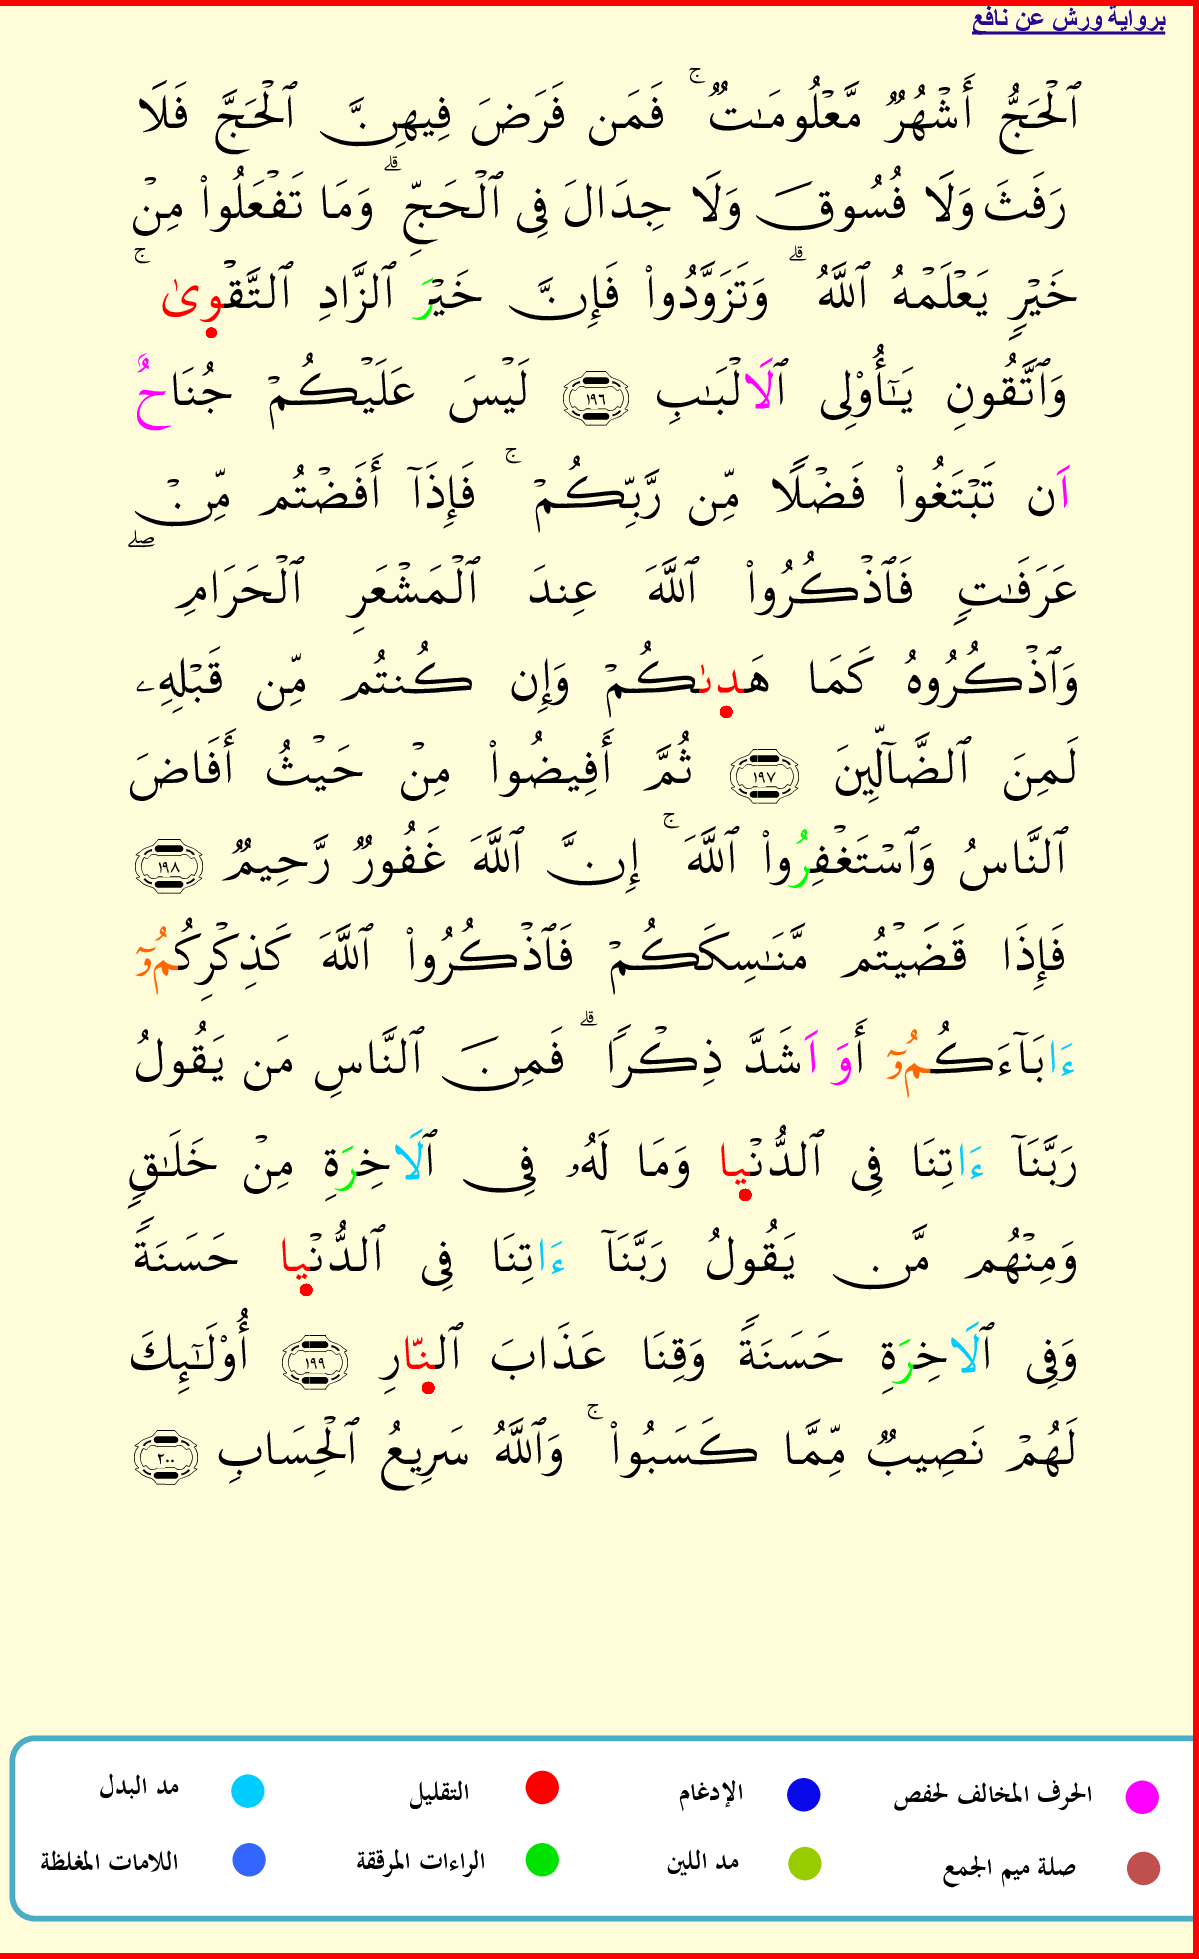 برواية ورش عن نافع
ٱلْحَجُّ أَشْهُرٌ مَّعْلُومَٰتٌ ۚ فَمَن فَرَضَ فِيهِنَّ ٱلْحَجَّ فَلَا
رَفَثَ وَلَا فُسُوقَ وَلَا جِدَالَ فِى ٱلْحَجِّ ۗ وَمَا تَفْعَلُوا۟ مِنْ
خَيْرٍ يَعْلَمْهُ ٱللَّهُ ۗ وَتَزَوَّدُوا۟ فَإِنَّ خَيْرَ ٱلزَّادِ ٱلتَّقْوِىٰ ۚ
وَٱتَّقُونِ يَـٰٓأُو۟لِى ٱلَالْبَـٰبِ ١٩٦ لَيْسَ عَلَيْكُمْ جُنَاحٌ
اَن تَبْتَغُوا۟ فَضْلًا مِّن رَّبِّكُمْ ۚ فَإِذَآ أَفَضْتُم مِّنْ
عَرَفَـٰتٍ فَٱذْكُرُوا۟ ٱللَّهَ عِندَ ٱلْمَشْعَرِ ٱلْحَرَامِ ۖ
وَٱذْكُرُوهُ كَمَا هَدِىٰكُمْ وَإِن كُنتُم مِّن قَبْلِهِۦ
لَمِنَ ٱلضَّآلِّينَ ١٩٧ ثُمَّ أَفِيضُوا۟ مِنْ حَيْثُ أَفَاضَ
ٱلنَّاسُ وَٱسْتَغْفِرُوا۟ ٱللَّهَ ۚ إِنَّ ٱللَّهَ غَفُورٌ رَّحِيمٌ ١٩٨
فَإِذَا قَضَيْتُم مَّنَـٰسِكَكُمْ فَٱذْكُرُوا۟ ٱللَّهَ كَذِكْرِكُمُوٓ
ءَابَآءَكُمُوٓ أَوَ اَشَدَّ ذِكْرًا ۗ فَمِنَ ٱلنَّاسِ مَن يَقُولُ
رَبَّنَآ ءَاتِنَا فِى ٱلدُّنْيا وَمَا لَهُۥ فِى ٱلَاخِرَةِ مِنْ خَلَـٰقٍ
وَمِنْهُم مَّن يَقُولُ رَبَّنَآ ءَاتِنَا فِى ٱلدُّنْيا حَسَنَةً
وَفِى ٱلَاخِرَةِ حَسَنَةً وَقِنَا عَذَابَ ٱلنِّارِ ١٩٩ أُو۟لَـٰٓئِكَ
لَهُمْ نَصِيبٌ مِّمَّا كَسَبُوا۟ ۚ وَٱللَّهُ سَرِيعُ ٱلْحِسَابِ ٢٠٠
الحرف المخالف لحفص الإدغام التقليل مد البدل
صلة ميم الجمع مد اللين الراءات المرققة اللامات المغلظة